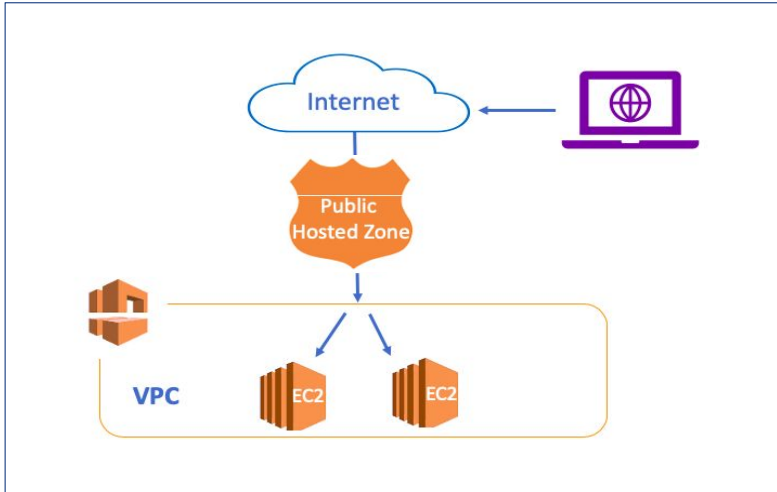 Internet
Public
Hosted Zone
VPC
EC2
EC2